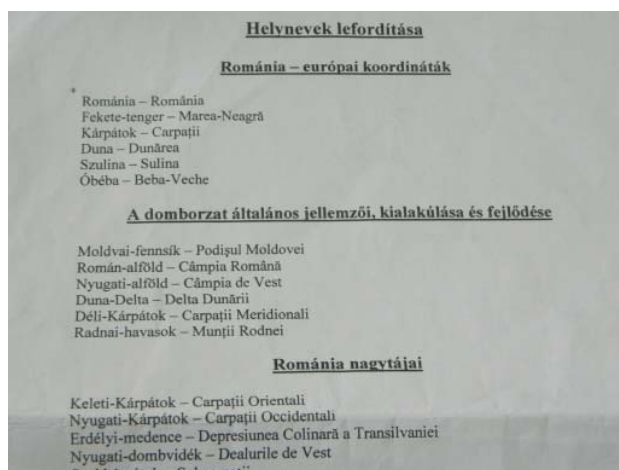 Helynevek lefordítása
România – európai koordináták
*
Románia – România
Fekete-tenger – Marea-Neagră
Kárpátok – Carpații
Duna – Dunărea
Szulina – Sulina
Óbéba – Beba-Veche
A domborzat általános jellemzői, kialakúlása és fejlődése
Moldvai-fennsík – Podișul Moldovei
Román-alföld – Câmpia Română
Nyugati-alföld – Câmpia de Vest
Duna-Delta – Delta Dunării
Déli-Kárpátok – Carpații Meridionali
Radnai-havasok – Munții Rodnei
Románia nagytájai
Keleti-Kárpátok – Carpații Orientali
Nyugati-Kárpátok – Carpații Occidentali
Erdélyi-medence – Depresiunea Colinară a Transilvaniei
Nyugati-dombvidék – Dealurile de Vest